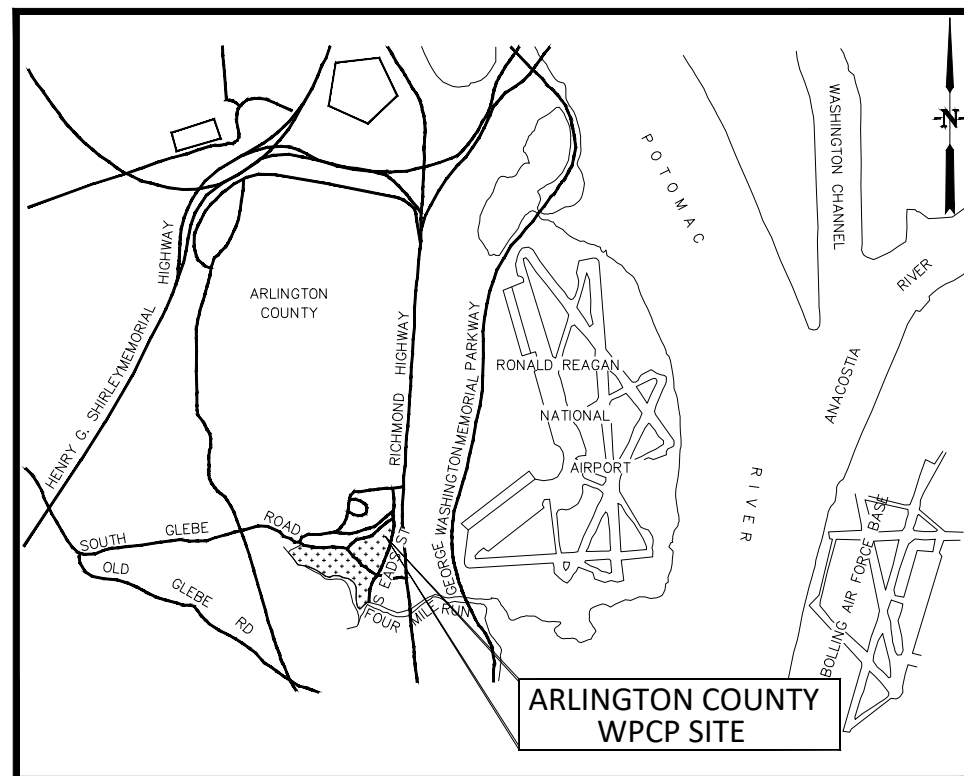 N
WASHINGTON CHANNEL
POTOMAC
RIVER
ANACOSTIA
HENRY G. SHIRLEY MEMORIAL HIGHWAY
ARLINGTON
COUNTY
RICHMOND HIGHWAY
GEORGE WASHINGTON MEMORIAL PARKWAY
RONALD REAGAN
NATIONAL
AIRPORT
RIVER
BOLLING AIR FORCE BASE
SOUTH GLEBE ROAD
OLD GLEBE RD
S EADS ST
FOUR MILE RUN
ARLINGTON COUNTY
WPCP SITE